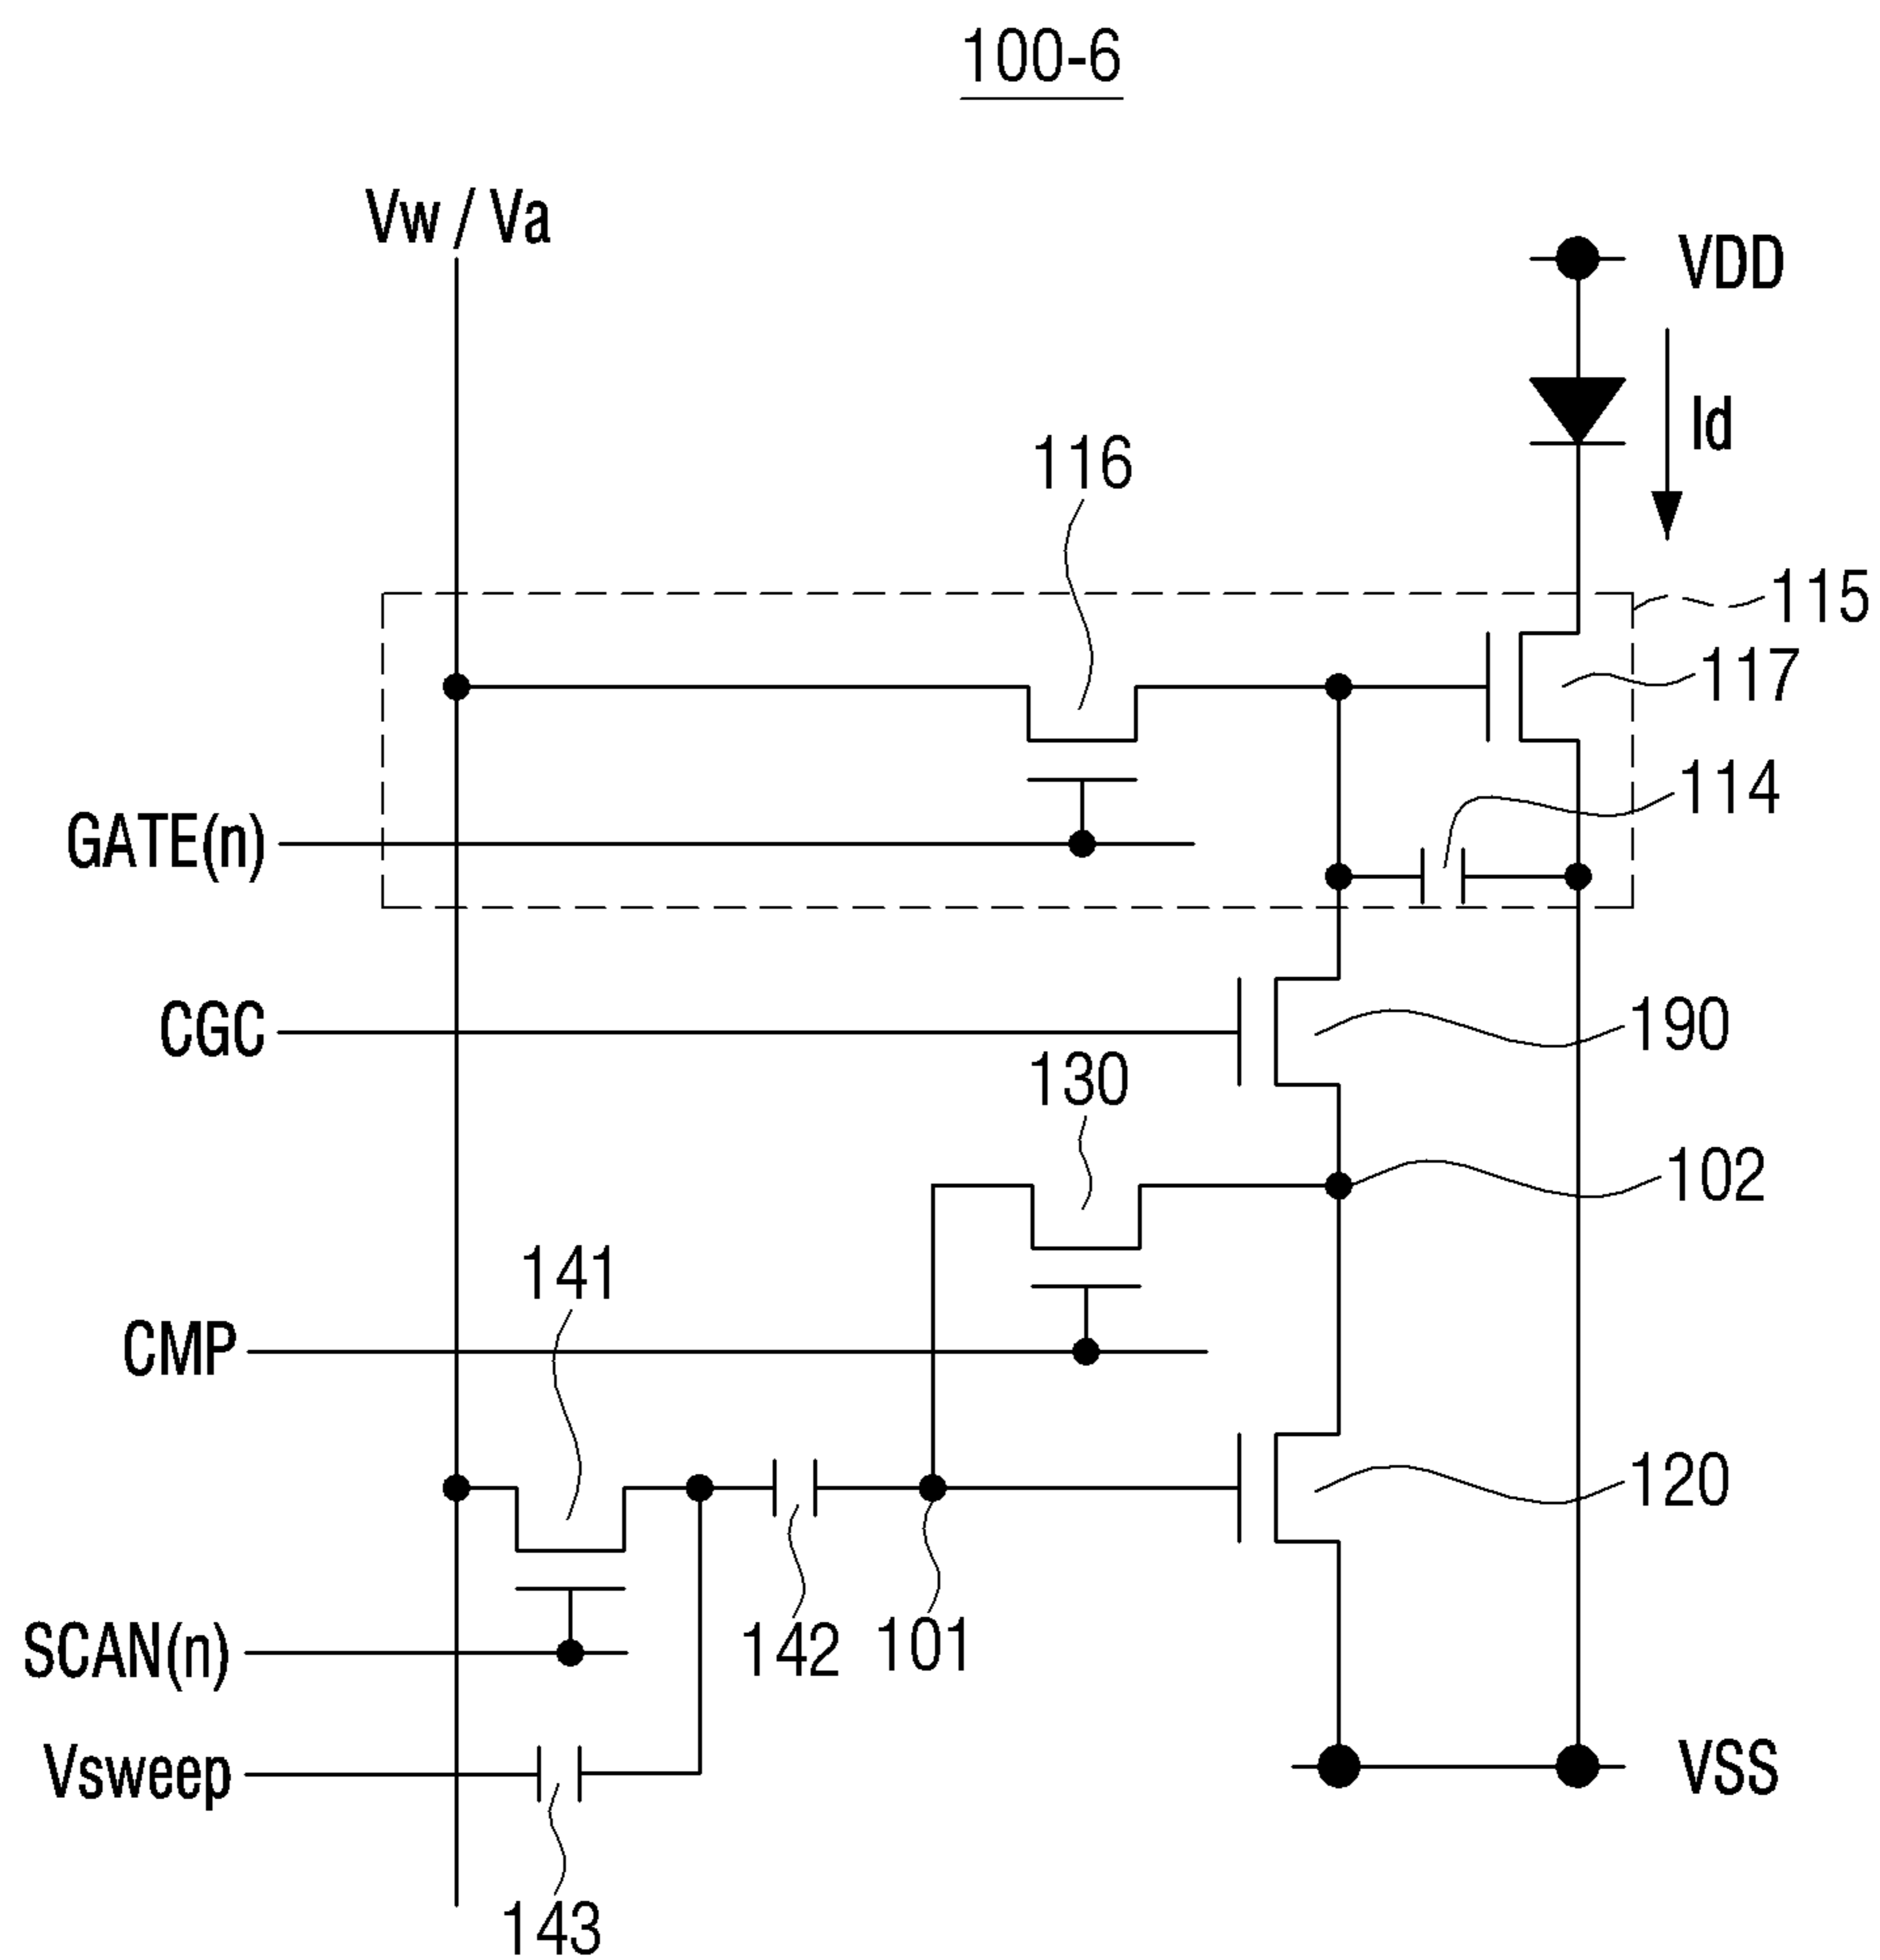 100-6
Vw / Va
VDD
Id
116
115
117
114
GATE(n)
CGC
190
130
102
141
CMP
120
142
101
SCAN(n)
Vsweep
VSS
143